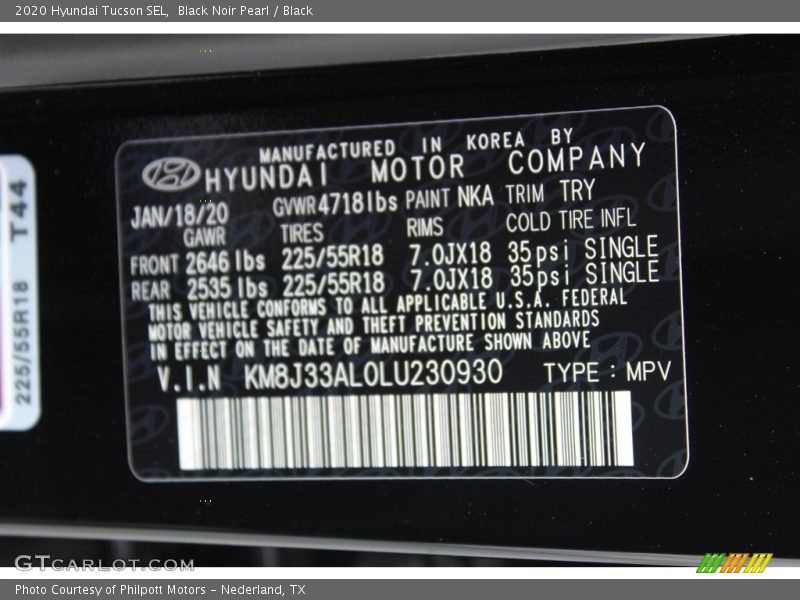 2020 Hyundai Tucson SEL, Black Noir Pearl / Black
MANUFACTURED IN KOREA BY
HYUNDAI MOTOR COMPANY
JAN/18/20 GVWR 4718lbs PAINT NKA TRIM TRY
GAWR TIRES RIMS COLD TIRE INFL
FRONT 2646 lbs 225/55R18 7.0JX18 35psi SINGLE
REAR 2535 lbs 225/55R18 7.0JX18 35psi SINGLE
THIS VEHICLE CONFORMS TO ALL APPLICABLE U.S.A. FEDERAL
MOTOR VEHICLE SAFETY AND THEFT PREVENTION STANDARDS
IN EFFECT ON THE DATE OF MANUFACTURE SHOWN ABOVE
V.I.N KM8J33AL0LU230930 TYPE : MPV
225/55R18 T44
GTCARLOT.COM
Photo Courtesy of Philpott Motors - Nederland, TX